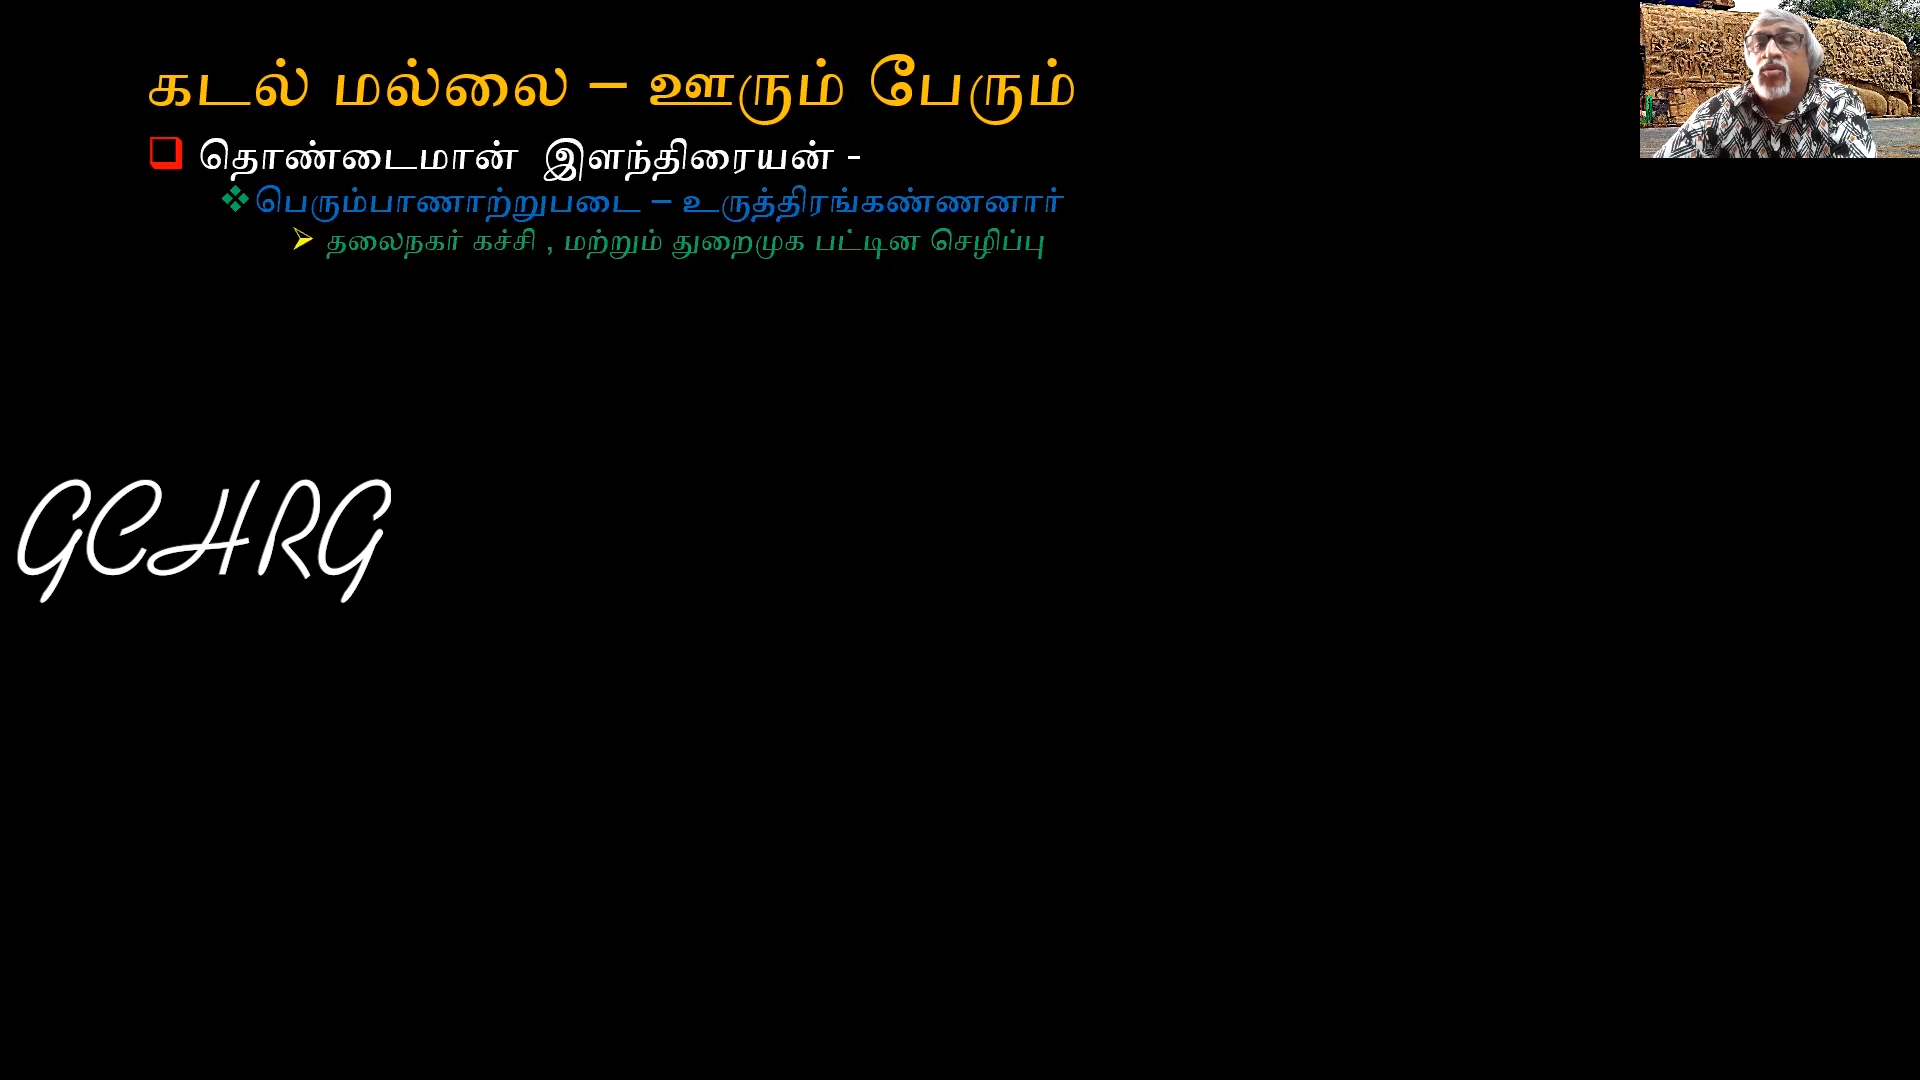 கடல் மல்லை – ஊரும் பேரும்
தொண்டைமான் இளந்திரையன் -
பெரும்பாணாற்றுபடை – உருத்திரங்கண்ணனார்
தலைநகர் கச்சி , மற்றும் துறைமுக பட்டின செழிப்பு
GCHRG